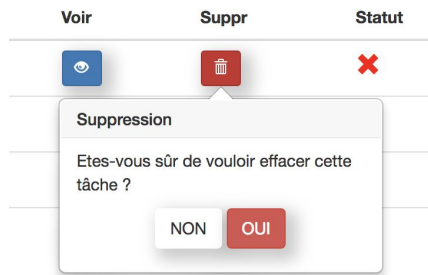 Voir Suppr Statut
Suppression
Etes-vous sûr de vouloir effacer cette
tâche ?
NON OUI